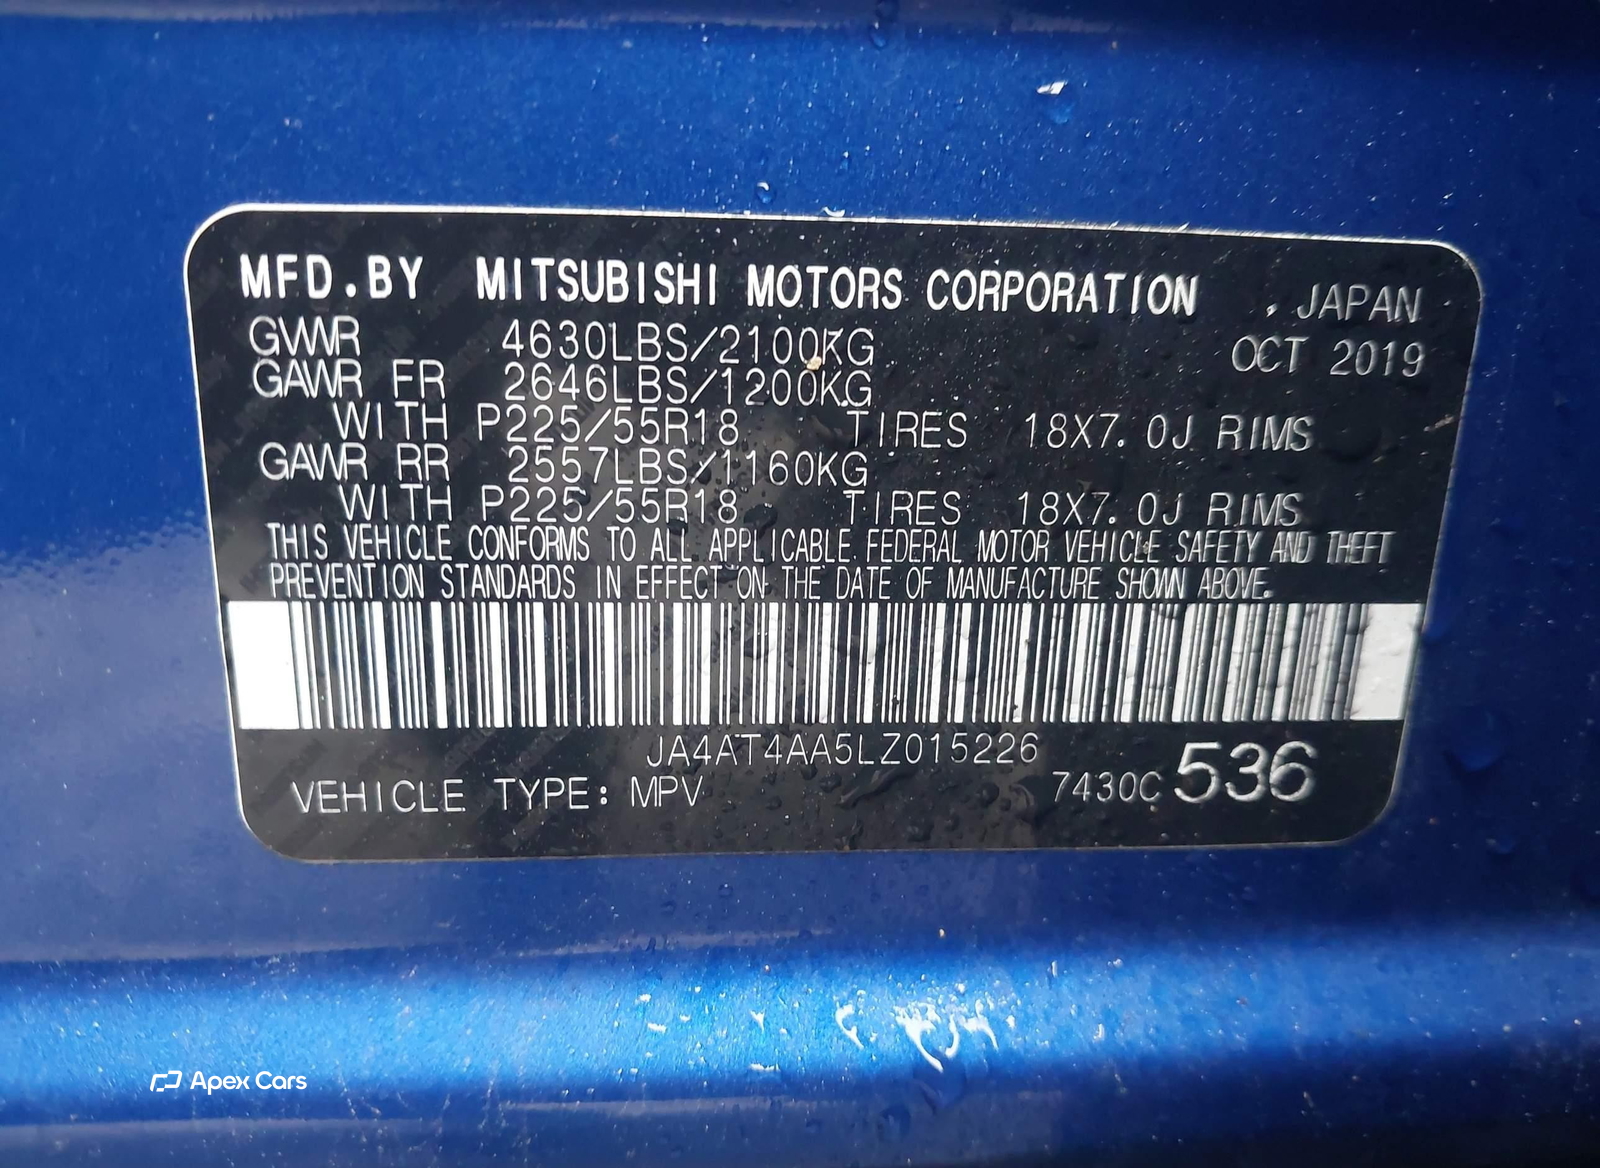 MFD.BY MITSUBISHI MOTORS CORPORATION . JAPAN
GVWR 4630LBS/2100KG OCT 2019
GAWR FR 2646LBS/1200KG
WITH P225/55R18 TIRES 18X7.0J RIMS
GAWR RR 2557LBS/1160KG
WITH P225/55R18 TIRES 18X7.0J RIMS
THIS VEHICLE CONFORMS TO ALL APPLICABLE FEDERAL MOTOR VEHICLE SAFETY AND THEFT
PREVENTION STANDARDS IN EFFECT ON THE DATE OF MANUFACTURE SHOWN ABOVE.
JA4AT4AA5LZ015226
VEHICLE TYPE: MPV 7430C 536
Apex Cars